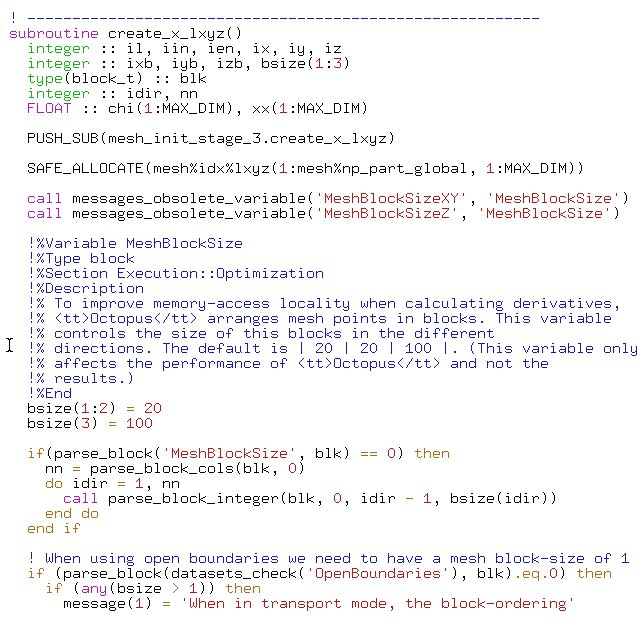 ! ---------------------------------------------------------
subroutine create_x_lxyz()
integer :: il, iin, ien, ix, iy, iz
integer :: ixb, iyb, izb, bsize(1:3)
type(block_t) :: blk
integer :: idir, nn
FLOAT :: chi(1:MAX_DIM), xx(1:MAX_DIM)
PUSH_SUB(mesh_init_stage_3.create_x_lxyz)
SAFE_ALLOCATE(mesh%idx%lxyz(1:mesh%np_part_global, 1:MAX_DIM))
call messages_obsolete_variable('MeshBlockSizeXY', 'MeshBlockSize')
call messages_obsolete_variable('MeshBlockSizeZ', 'MeshBlockSize')
!%Variable MeshBlockSize
!%Type block
!%Section Execution::Optimization
!%Description
!% To improve memory-access locality when calculating derivatives,
!% <tt>Octopus</tt> arranges mesh points in blocks. This variable
!% controls the size of this blocks in the different
!% directions. The default is | 20 | 20 | 100 |. (This variable only
!% affects the performance of <tt>Octopus</tt> and not the
!% results.)
!%End
bsize(1:2) = 20
bsize(3) = 100
if(parse_block('MeshBlockSize', blk) == 0) then
nn = parse_block_cols(blk, 0)
do idir = 1, nn
call parse_block_integer(blk, 0, idir - 1, bsize(idir))
end do
end if
! When using open boundaries we need to have a mesh block-size of 1
if (parse_block(datasets_check('OpenBoundaries'), blk).eq.0) then
if (any(bsize > 1)) then
message(1) = 'When in transport mode, the block-ordering'